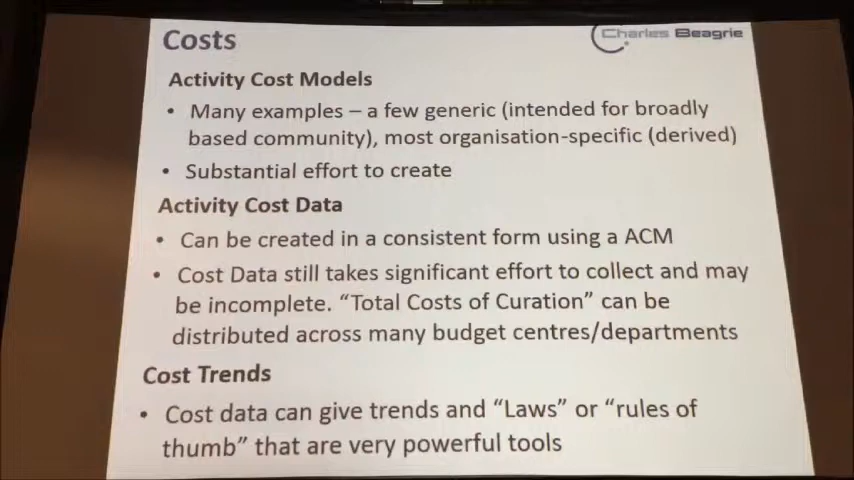 Costs
Charles Beagrie
Activity Cost Models
• Many examples – a few generic (intended for broadly
based community), most organisation-specific (derived)
• Substantial effort to create
Activity Cost Data
• Can be created in a consistent form using a ACM
• Cost Data still takes significant effort to collect and may
be incomplete. “Total Costs of Curation” can be
distributed across many budget centres/departments
Cost Trends
• Cost data can give trends and “Laws” or “rules of
thumb” that are very powerful tools